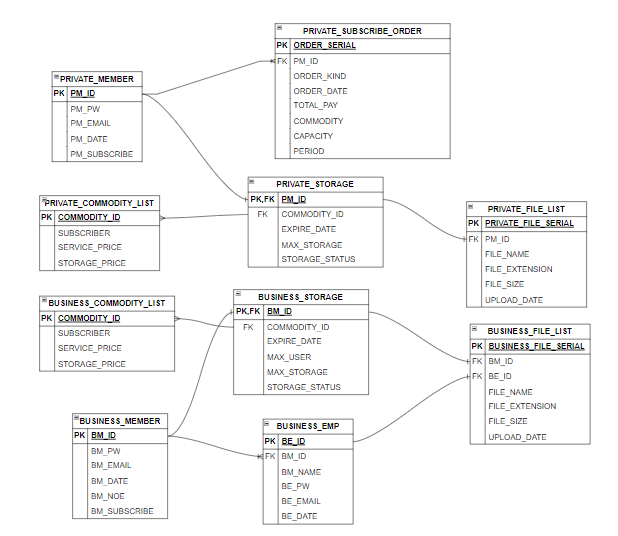 PRIVATE_SUBSCRIBE_ORDER
PK ORDER_SERIAL
FK PM_ID
ORDER_KIND
ORDER_DATE
TOTAL_PAY
COMMODITY
CAPACITY
PERIOD
PRIVATE_MEMBER
PK PM_ID
PM_PW
PM_EMAIL
PM_DATE
PM_SUBSCRIBE
PRIVATE_STORAGE
PK,FK PM_ID
FK COMMODITY_ID
EXPIRE_DATE
MAX_STORAGE
STORAGE_STATUS
PRIVATE_COMMODITY_LIST
PK COMMODITY_ID
SUBSCRIBER
SERVICE_PRICE
STORAGE_PRICE
PRIVATE_FILE_LIST
PK PRIVATE_FILE_SERIAL
FK PM_ID
FILE_NAME
FILE_EXTENSION
FILE_SIZE
UPLOAD_DATE
BUSINESS_COMMODITY_LIST
PK COMMODITY_ID
SUBSCRIBER
SERVICE_PRICE
STORAGE_PRICE
BUSINESS_STORAGE
PK,FK BM_ID
FK COMMODITY_ID
EXPIRE_DATE
MAX_USER
MAX_STORAGE
STORAGE_STATUS
BUSINESS_FILE_LIST
PK BUSINESS_FILE_SERIAL
FK BM_ID
FK BE_ID
FILE_NAME
FILE_EXTENSION
FILE_SIZE
UPLOAD_DATE
BUSINESS_MEMBER
PK BM_ID
BM_PW
BM_EMAIL
BM_DATE
BM_NOE
BM_SUBSCRIBE
BUSINESS_EMP
PK BE_ID
FK BM_ID
BM_NAME
BE_PW
BE_EMAIL
BE_DATE